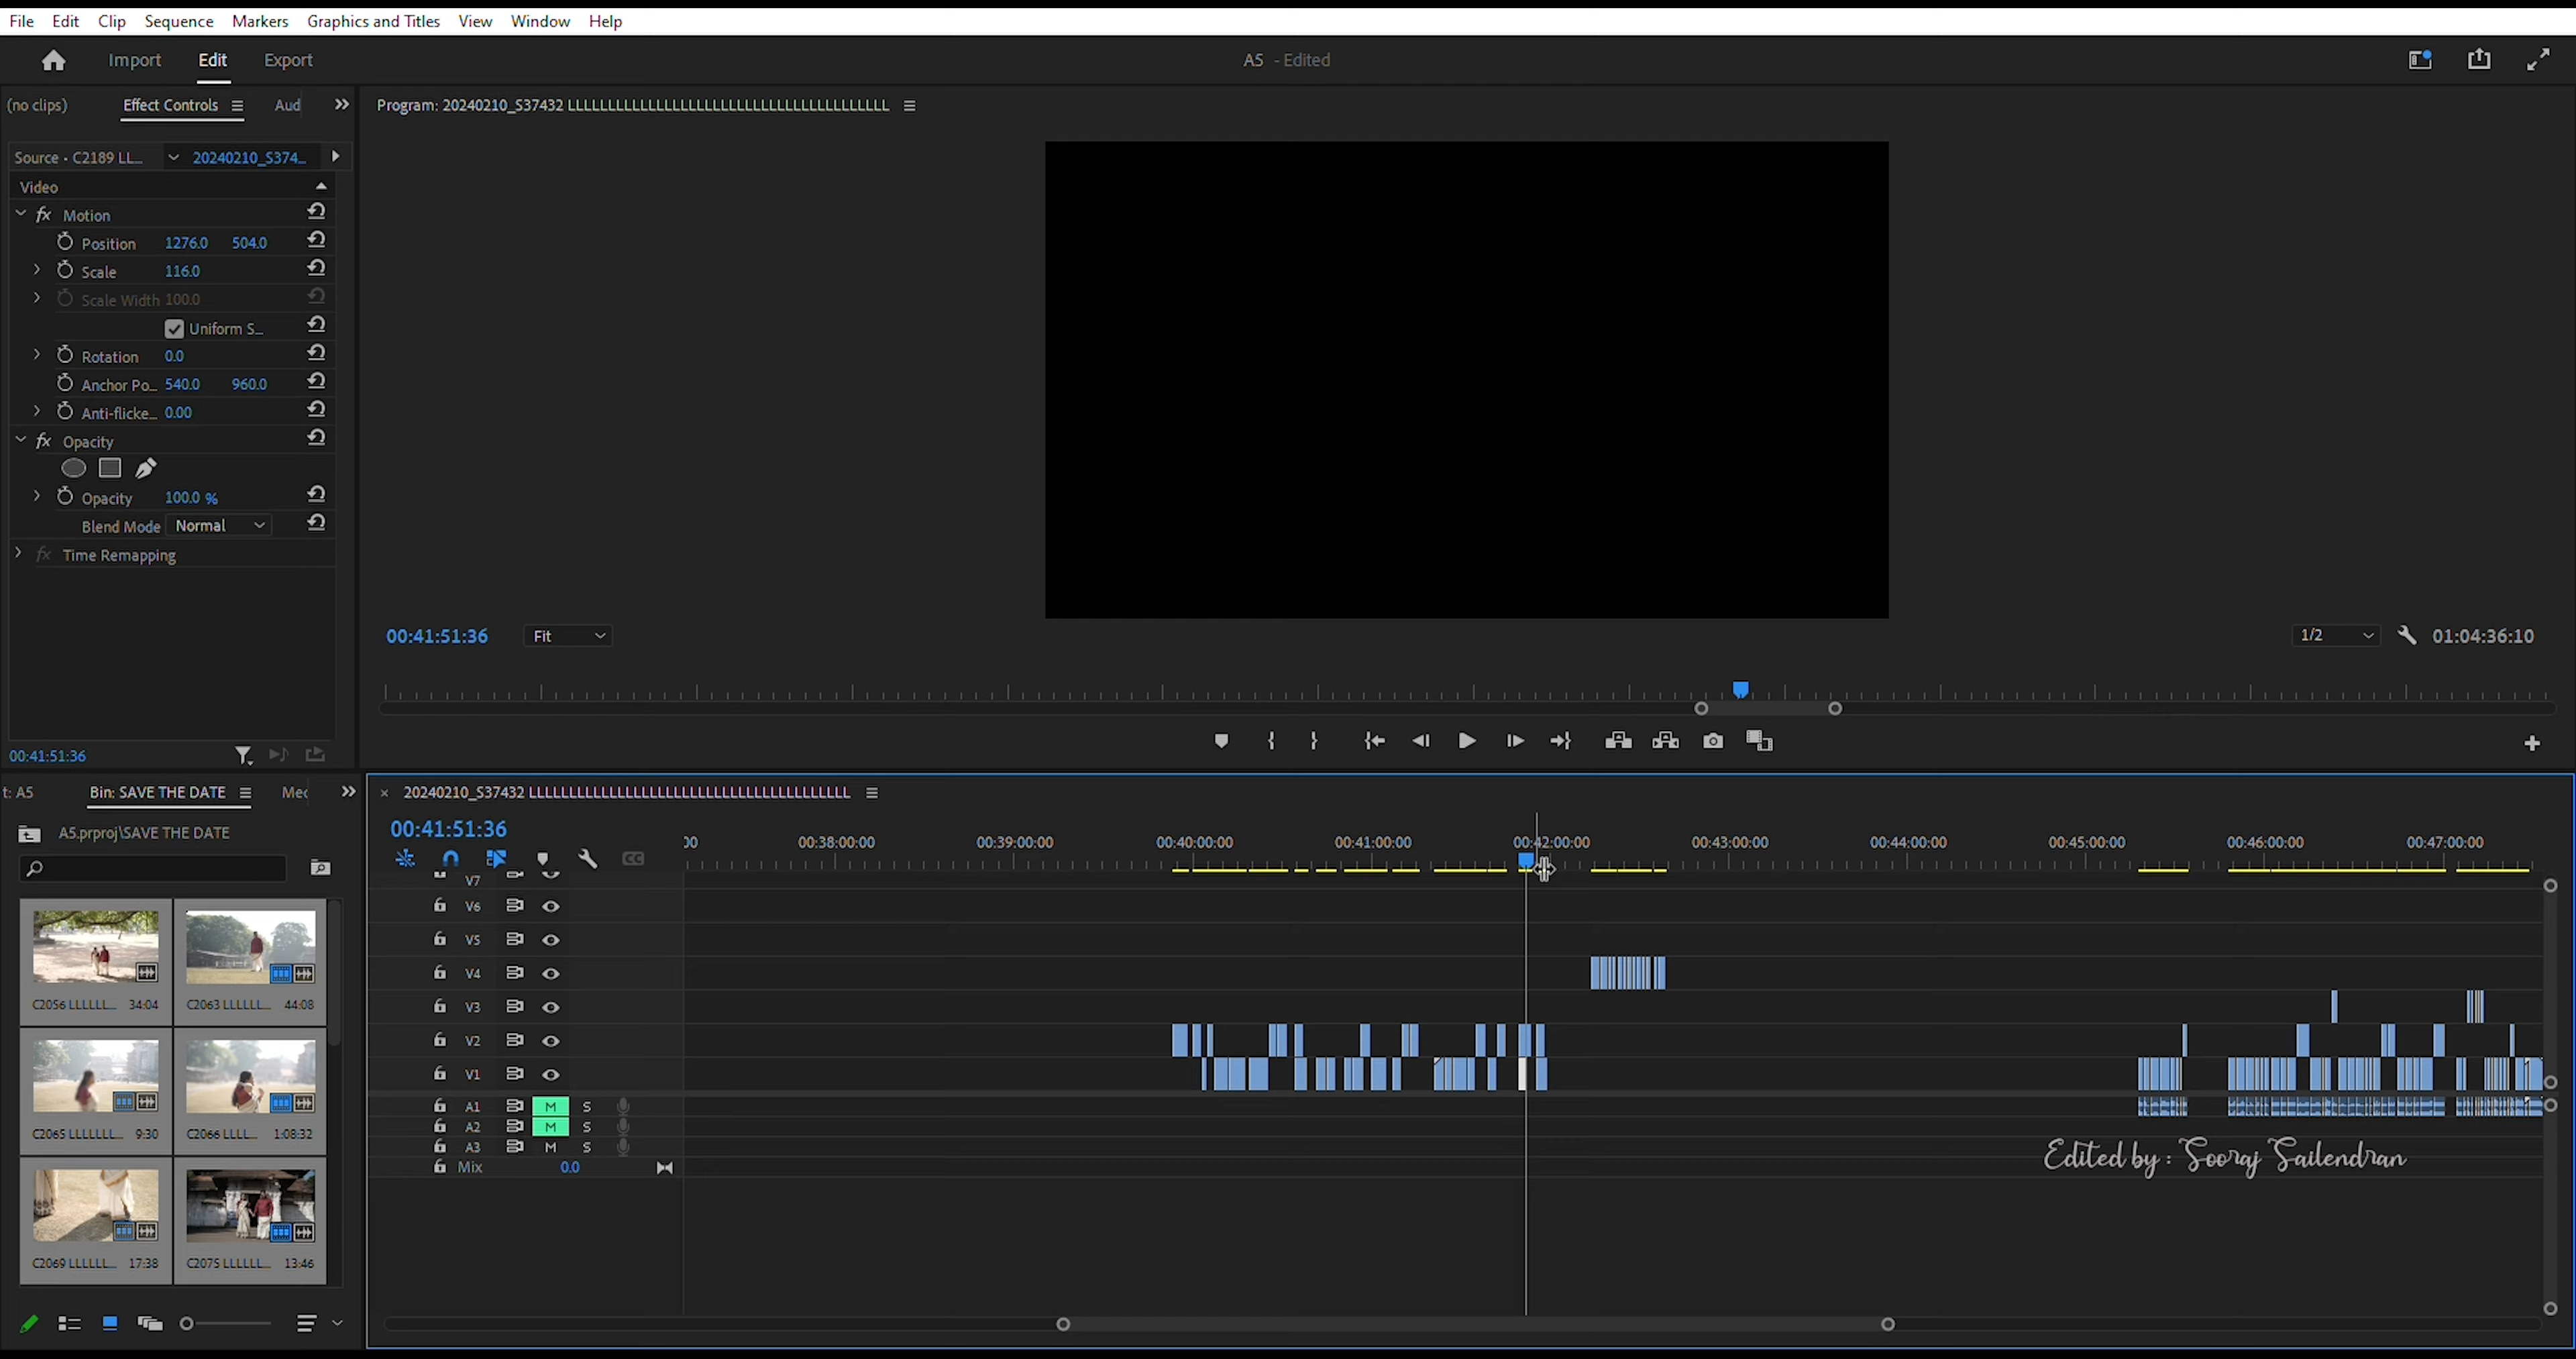 File Edit Clip Sequence Markers Graphics and Titles View Window Help
Import Edit Export
A5 - Edited
(no clips) Effect Controls Aud
Source • C2189 LL... 20240210_S374...
Video
fx Motion
Position 1276.0 504.0
Scale 116.0
Scale Width 100.0
Uniform S...
Rotation 0.0
Anchor Po... 540.0 960.0
Anti-flicke... 0.00
fx Opacity
Opacity 100.0 %
Blend Mode Normal
fx Time Remapping
00:41:51:36
Program: 20240210_S37432 LLLLLLLLLLLLLLLLLLLLLLLLLLLLLLLLLLLLLLLL
00:41:51:36 Fit 1/2 01:04:36:10
t: A5 Bin: SAVE THE DATE Mec
A5.prproj\SAVE THE DATE
C2056 LLLLLL... 34:04
C2063 LLLLLL... 44:08
C2065 LLLLLLL... 9:30
C2066 LLLL... 1:08:32
C2069 LLLLLL... 17:38
C2075 LLLLLL... 13:46
20240210_S37432 LLLLLLLLLLLLLLLLLLLLLLLLLLLLLLLLLLLLLLLL
00:41:51:36
00 00:38:00:00 00:39:00:00 00:40:00:00 00:41:00:00 00:42:00:00 00:43:00:00 00:44:00:00 00:45:00:00 00:46:00:00 00:47:00:00
CC
V7
V6
V5
V4
V3
V2
V1
A1 M S
A2 M S
A3 M S
Mix 0.0
Edited by : Sooraj Sailendran